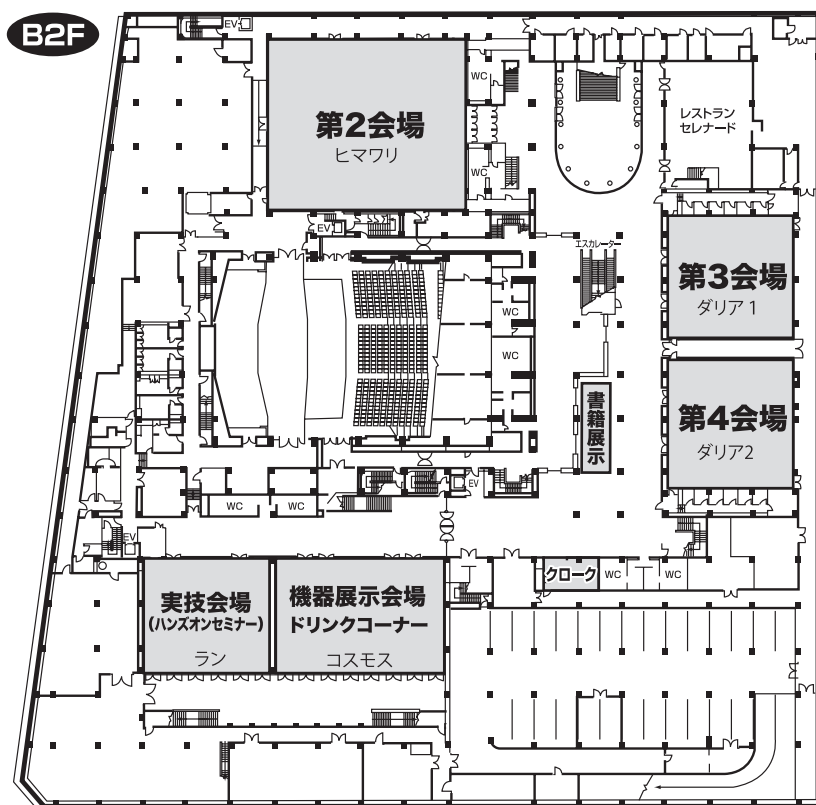 B2F
EV
第2会場
ヒマワリ
WC
WC
レストラン
セレナード
EV
エスカレーター
第3会場
ダリア1
WC
WC
書籍展示
第4会場
ダリア2
WC
WC
EV
EV
実技会場
(ハンズオンセミナー)
ラン
機器展示会場
ドリンクコーナー
コスモス
クローク
WC
WC